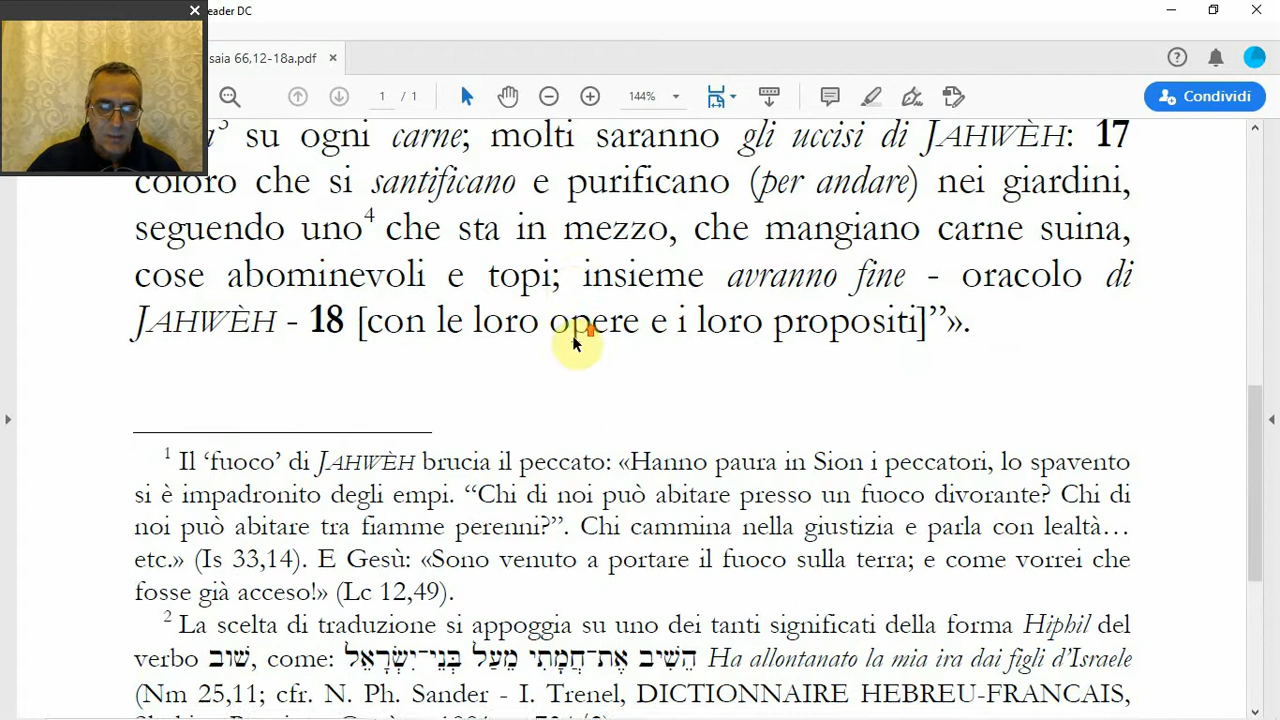 eader DC
saia 66,12-18a.pdf
1 / 1
144%
Condividi
su ogni carne; molti saranno gli uccisi di JAHWÈH: 17
coloro che si santificano e purificano (per andare) nei giardini,
seguendo uno4 che sta in mezzo, che mangiano carne suina,
cose abominevoli e topi; insieme avranno fine - oracolo di
JAHWÈH - 18 [con le loro opere e i loro propositi]”».
1 Il ‘fuoco’ di JAHWÈH brucia il peccato: «Hanno paura in Sion i peccatori, lo spavento
si è impadronito degli empi. “Chi di noi può abitare presso un fuoco divorante? Chi di
noi può abitare tra fiamme perenni?”. Chi cammina nella giustizia e parla con lealtà…
etc.» (Is 33,14). E Gesù: «Sono venuto a portare il fuoco sulla terra; e come vorrei che
fosse già acceso!» (Lc 12,49).
2 La scelta di traduzione si appoggia su uno dei tanti significati della forma Hiphil del
verbo שׁוּב, come: הֵשִׁיב אֶת־חֲמָתִי מֵעַל בְּנֵי־יִשְׂרָאֵל Ha allontanato la mia ira dai figli d’Israele
(Nm 25,11; cfr. N. Ph. Sander - I. Trenel, DICTIONNAIRE HEBREU-FRANCAIS,